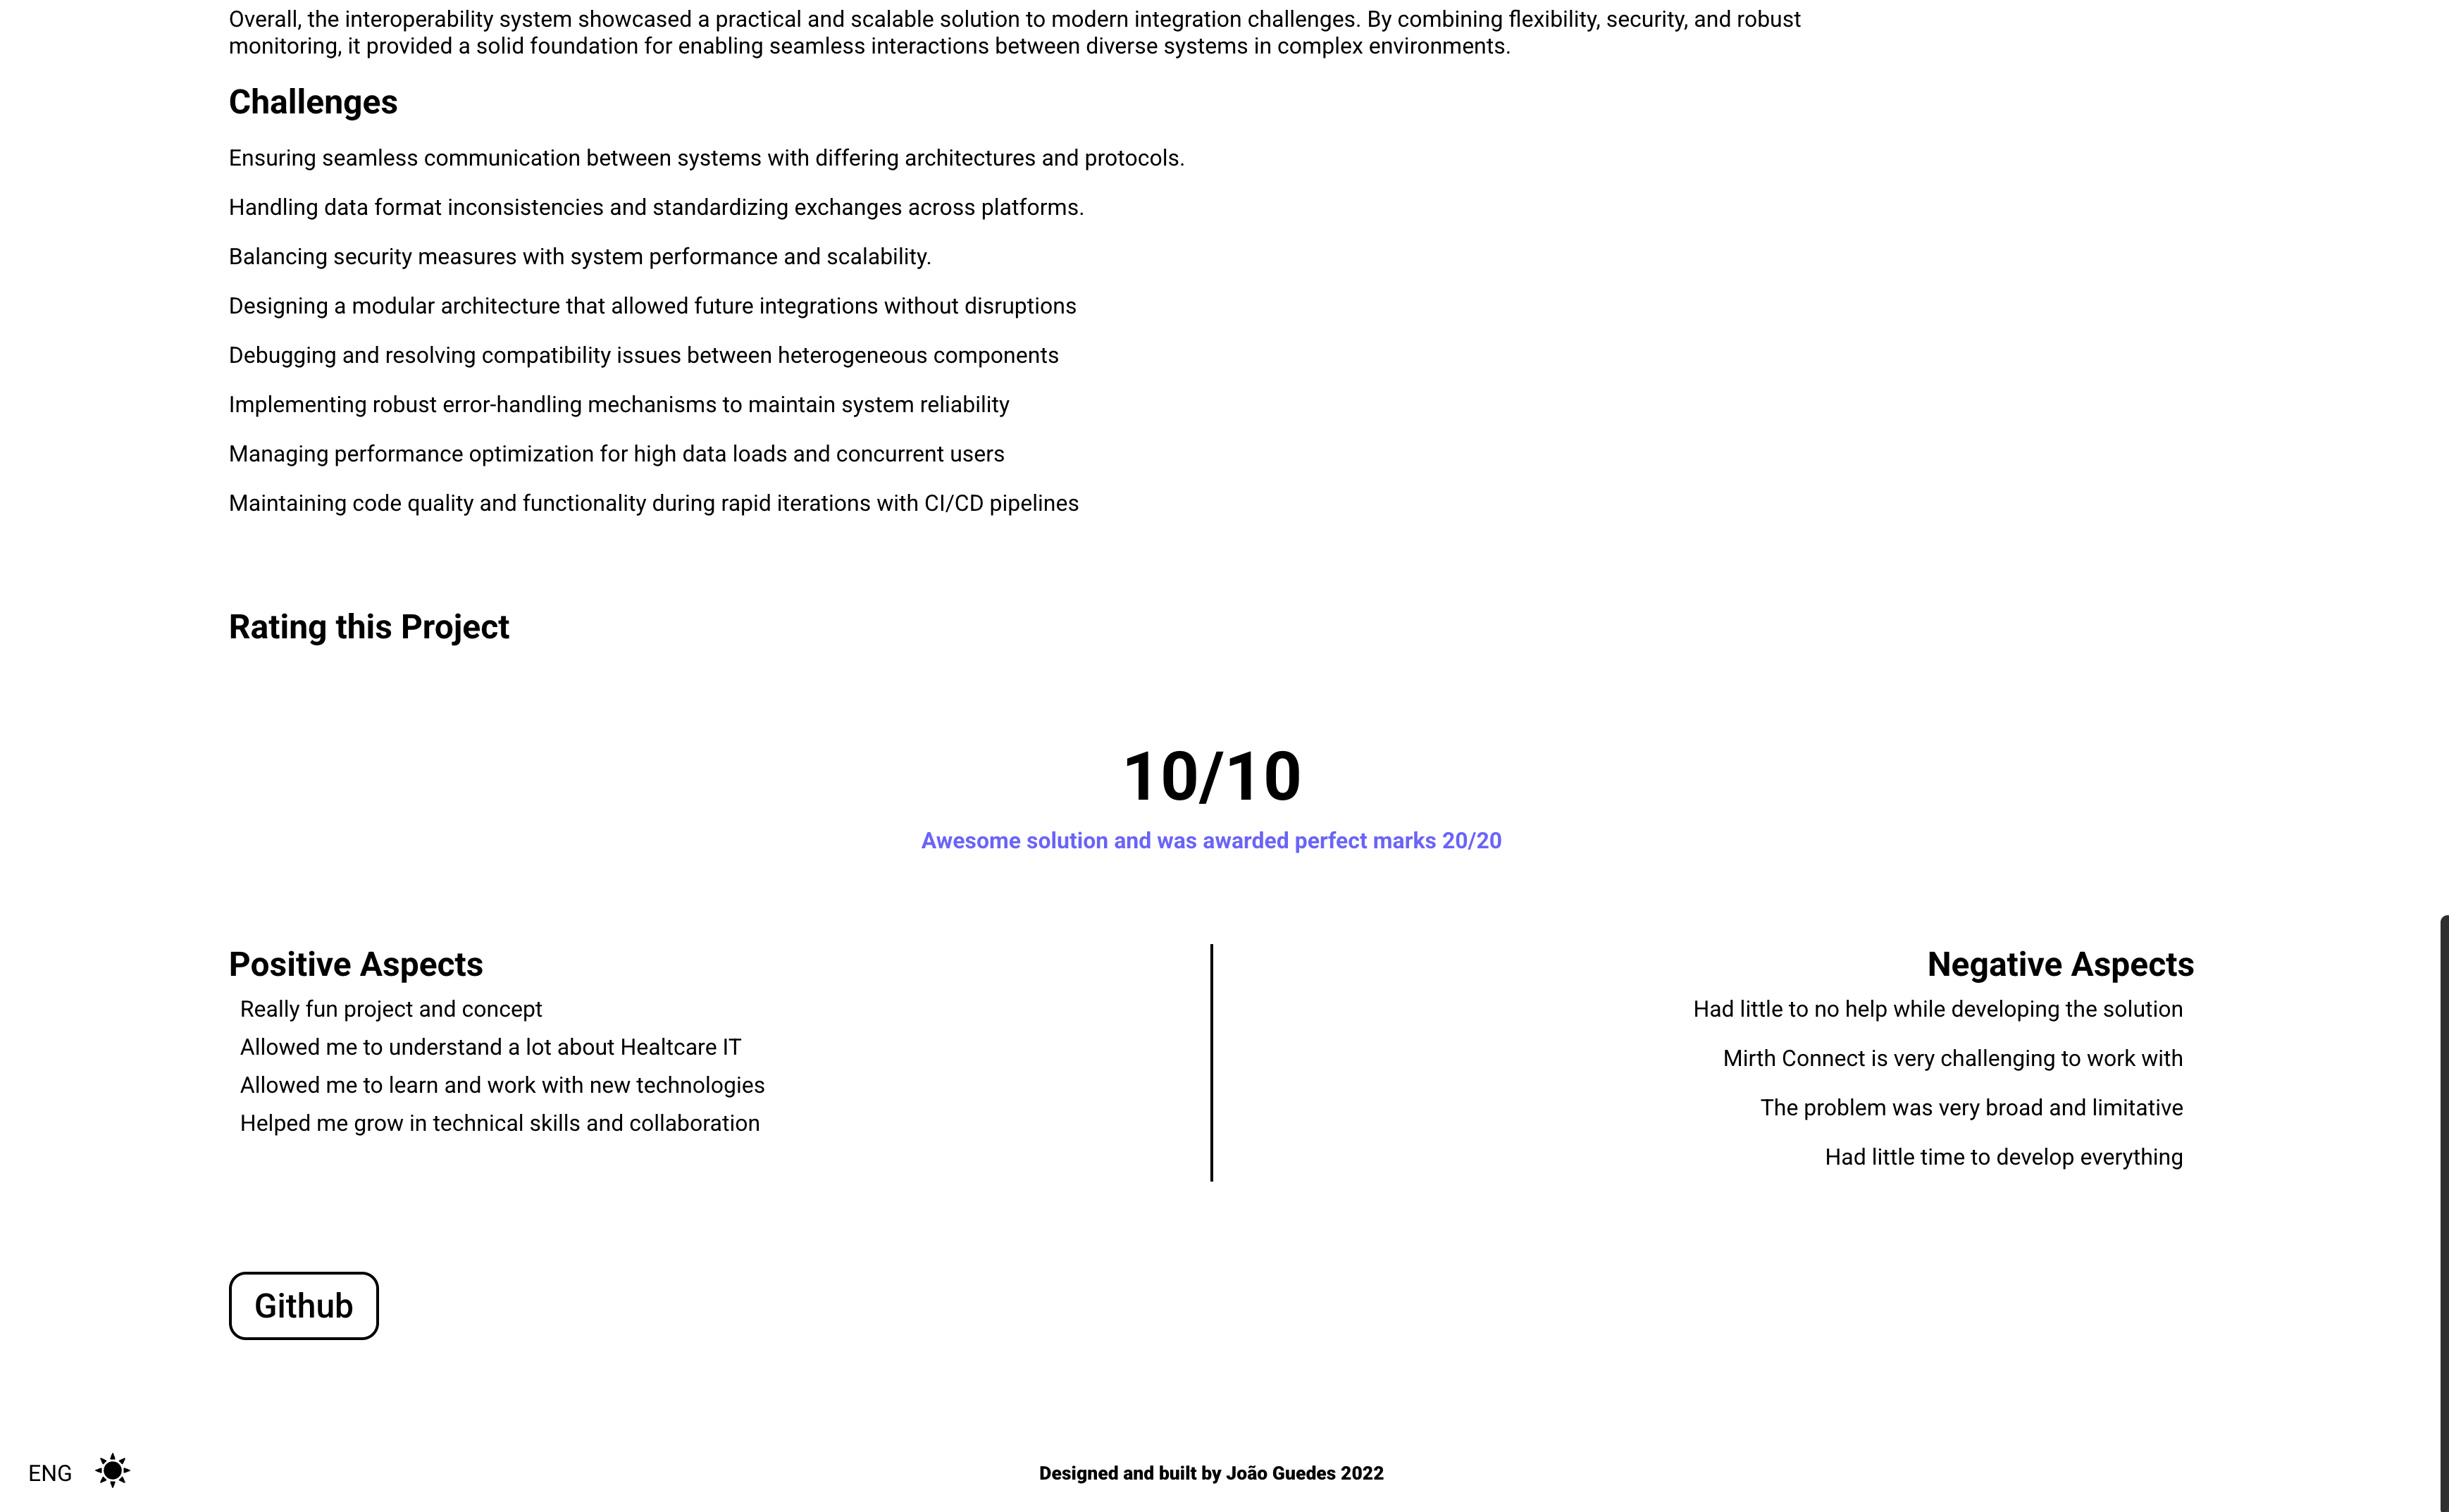 Overall, the interoperability system showcased a practical and scalable solution to modern integration challenges. By combining flexibility, security, and robust
monitoring, it provided a solid foundation for enabling seamless interactions between diverse systems in complex environments.
Challenges
Ensuring seamless communication between systems with differing architectures and protocols.
Handling data format inconsistencies and standardizing exchanges across platforms.
Balancing security measures with system performance and scalability.
Designing a modular architecture that allowed future integrations without disruptions
Debugging and resolving compatibility issues between heterogeneous components
Implementing robust error-handling mechanisms to maintain system reliability
Managing performance optimization for high data loads and concurrent users
Maintaining code quality and functionality during rapid iterations with CI/CD pipelines
Rating this Project
10/10
Awesome solution and was awarded perfect marks 20/20
Positive Aspects
Really fun project and concept
Allowed me to understand a lot about Healtcare IT
Allowed me to learn and work with new technologies
Helped me grow in technical skills and collaboration
Negative Aspects
Had little to no help while developing the solution
Mirth Connect is very challenging to work with
The problem was very broad and limitative
Had little time to develop everything
Github
ENG
Designed and built by João Guedes 2022